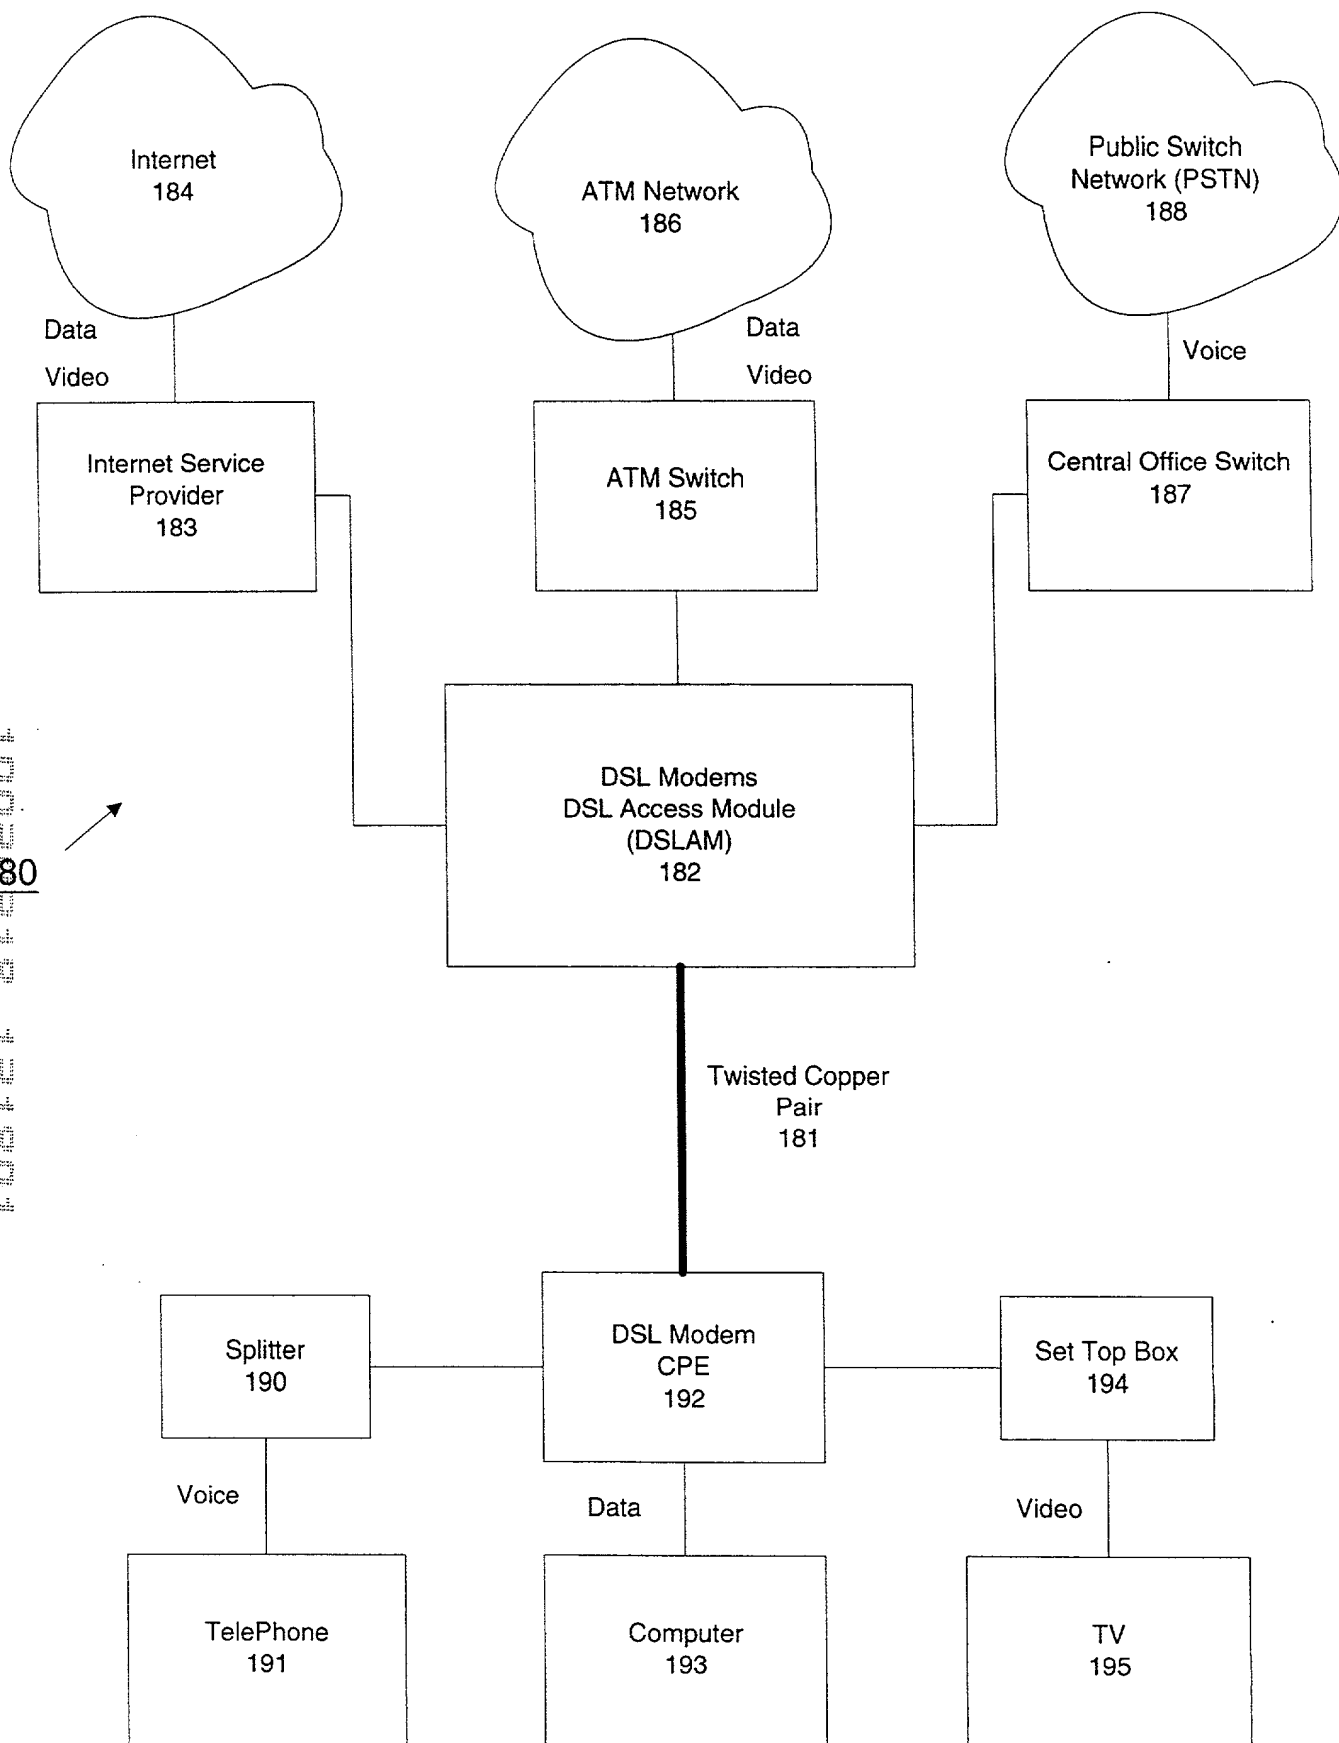 Internet
184
ATM Network
186
Public Switch
Network (PSTN)
188
Data
Video
Data
Video
Voice
Internet Service
Provider
183
ATM Switch
185
Central Office Switch
187
DSL Modems
DSL Access Module
(DSLAM)
182
80
Twisted Copper
Pair
181
Splitter
190
DSL Modem
CPE
192
Set Top Box
194
Voice
Data
Video
TelePhone
191
Computer
193
TV
195